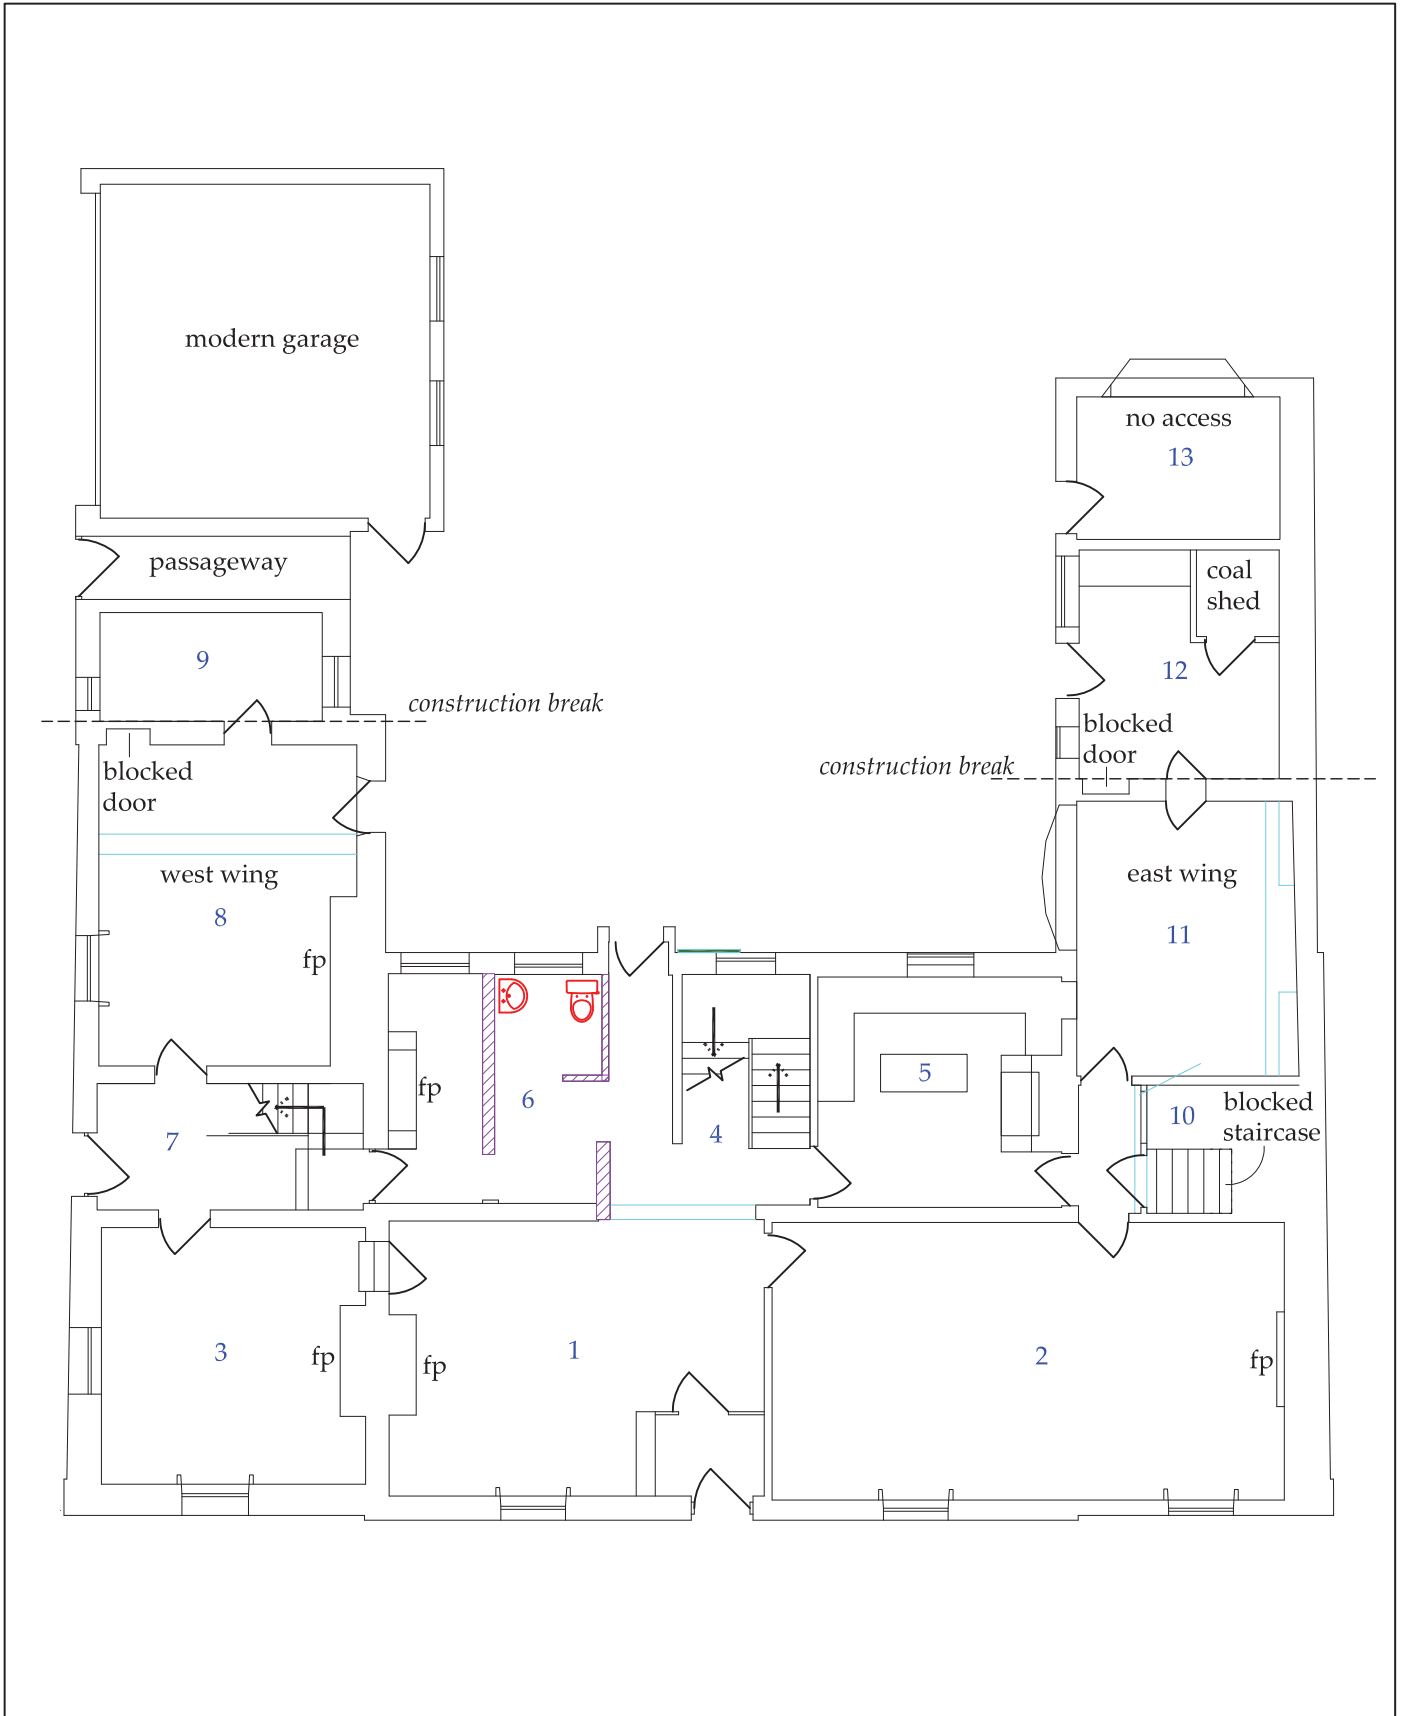 modern garage
no access
13
passageway
coal
shed
9
12
construction break
blocked
door
blocked
door
construction break
west wing
8
east wing
11
fp
fp
6
5
10
blocked
staircase
7
4
3
fp
fp
1
2
fp